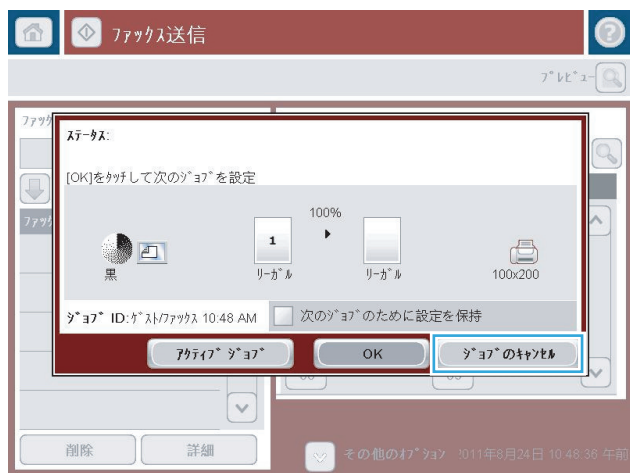 ファックス送信
プレビュー
ステータス:
[OK]をタッチして次のジョブを設定
100%
1
黒
リーガル
リーガル
100x200
ジョブ ID:ゲスト/ファックス 10:48 AM
次のジョブのために設定を保持
アクティブ ジョブ
OK
ジョブのキャンセル
削除
詳細
その他のオプション
2011年8月24日 10:48:36 午前